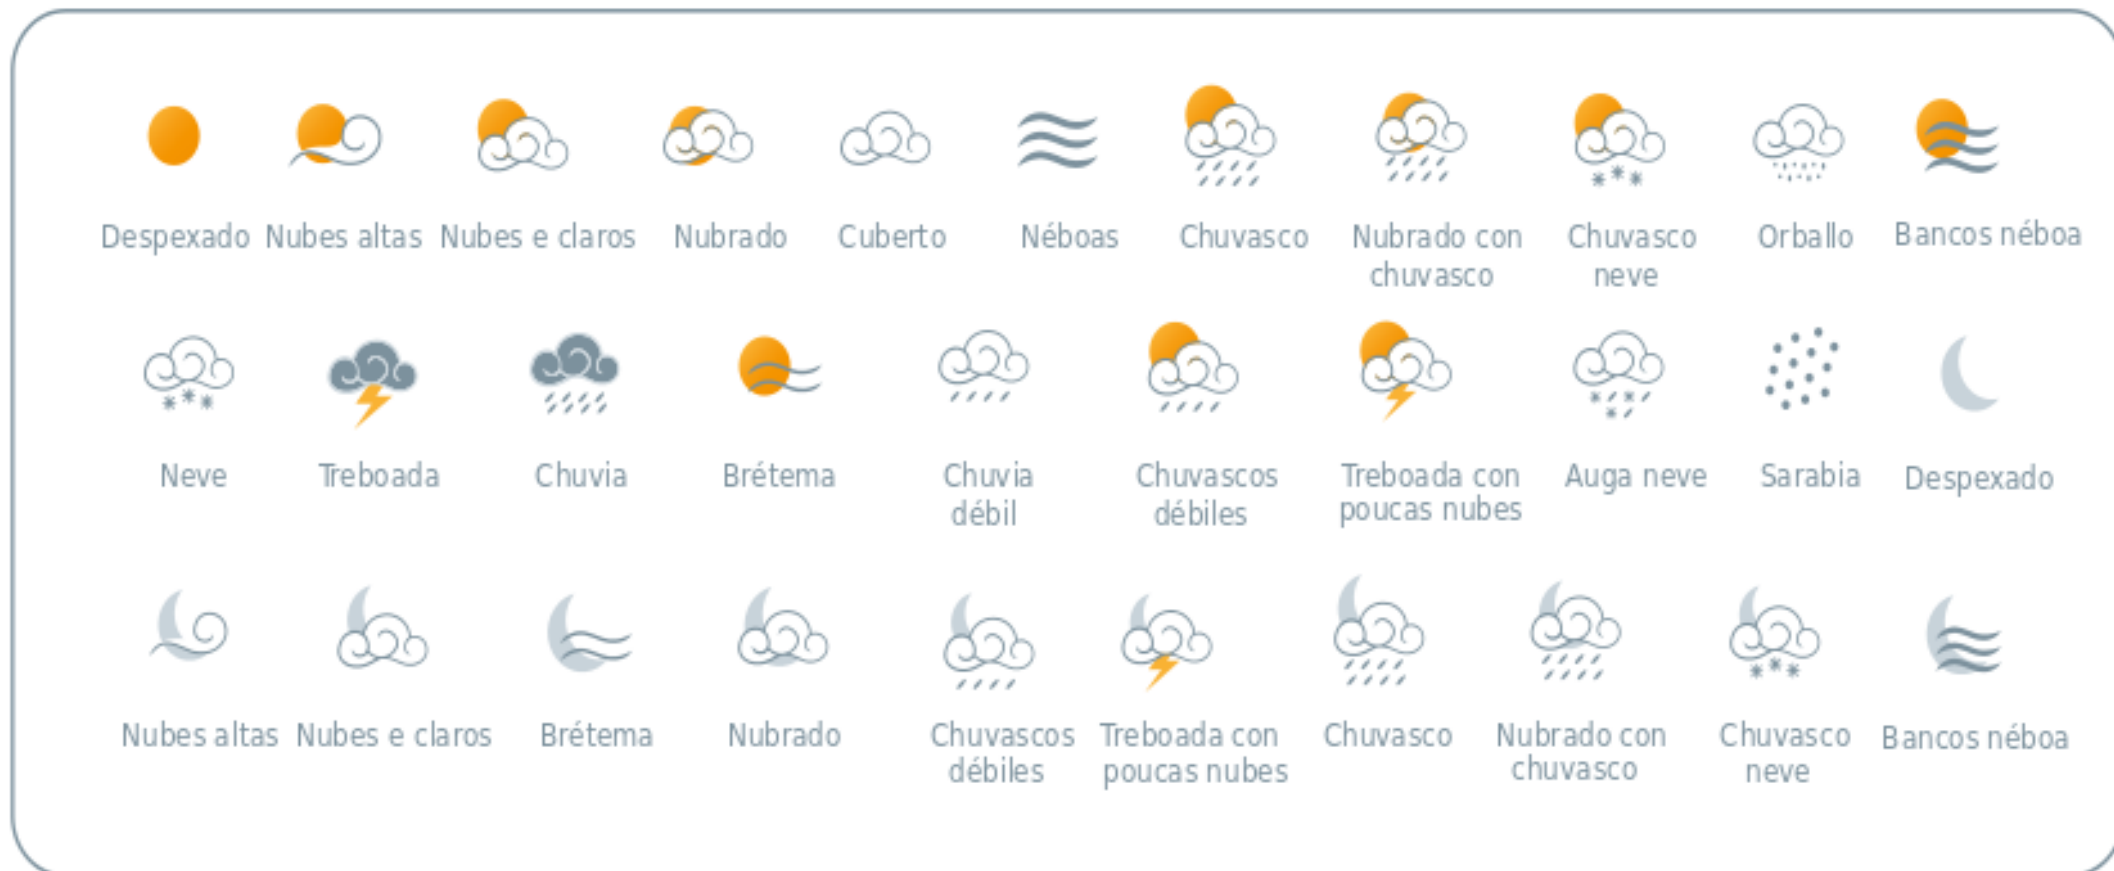 Despexado Nubes altas Nubes e claros Nubrado Cuberto Néboas Chuvasco Nubrado con chuvasco Chuvasco neve Orballo Bancos néboa
Neve Treboada Chuvia Brétema Chuvia débil Chuvascos débiles Treboada con poucas nubes Auga neve Sarabia Despexado
Nubes altas Nubes e claros Brétema Nubrado Chuvascos débiles Treboada con poucas nubes Chuvasco Nubrado con chuvasco Chuvasco neve Bancos néboa